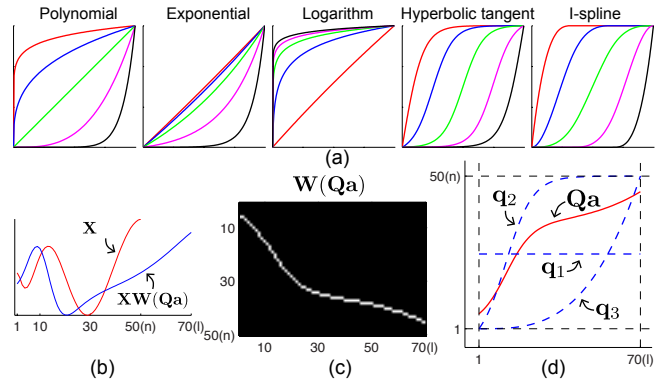 Polynomial Exponential Logarithm Hyperbolic tangent I-spline
(a)
X
XW(Qa)
1 10 30 50(n) 70(l)
(b)
W(Qa)
10
30
50(n)
10 30 50 70(l)
(c)
50(n)
q2
Qa
q1
q3
1
1 70(l)
(d)